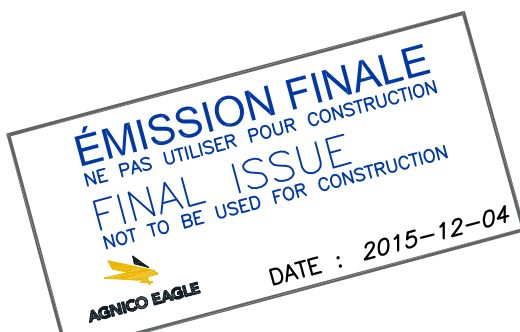 ÉMISSION FINALE
NE PAS UTILISER POUR CONSTRUCTION
FINAL ISSUE
NOT TO BE USED FOR CONSTRUCTION
AGNICO EAGLE
DATE : 2015-12-04